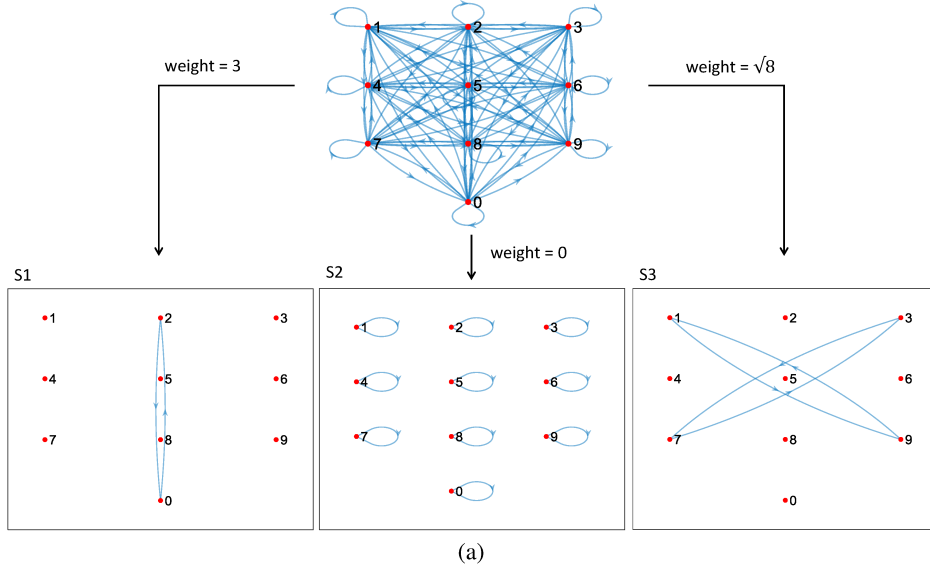 1 2 3
weight = 3
weight = √8
4 5 6
7 8 9
0
weight = 0
S1
S2
S3
1 2 3
4 5 6
7 8 9
0
1 2 3
4 5 6
7 8 9
0
1 2 3
4 5 6
7 8 9
0
(a)